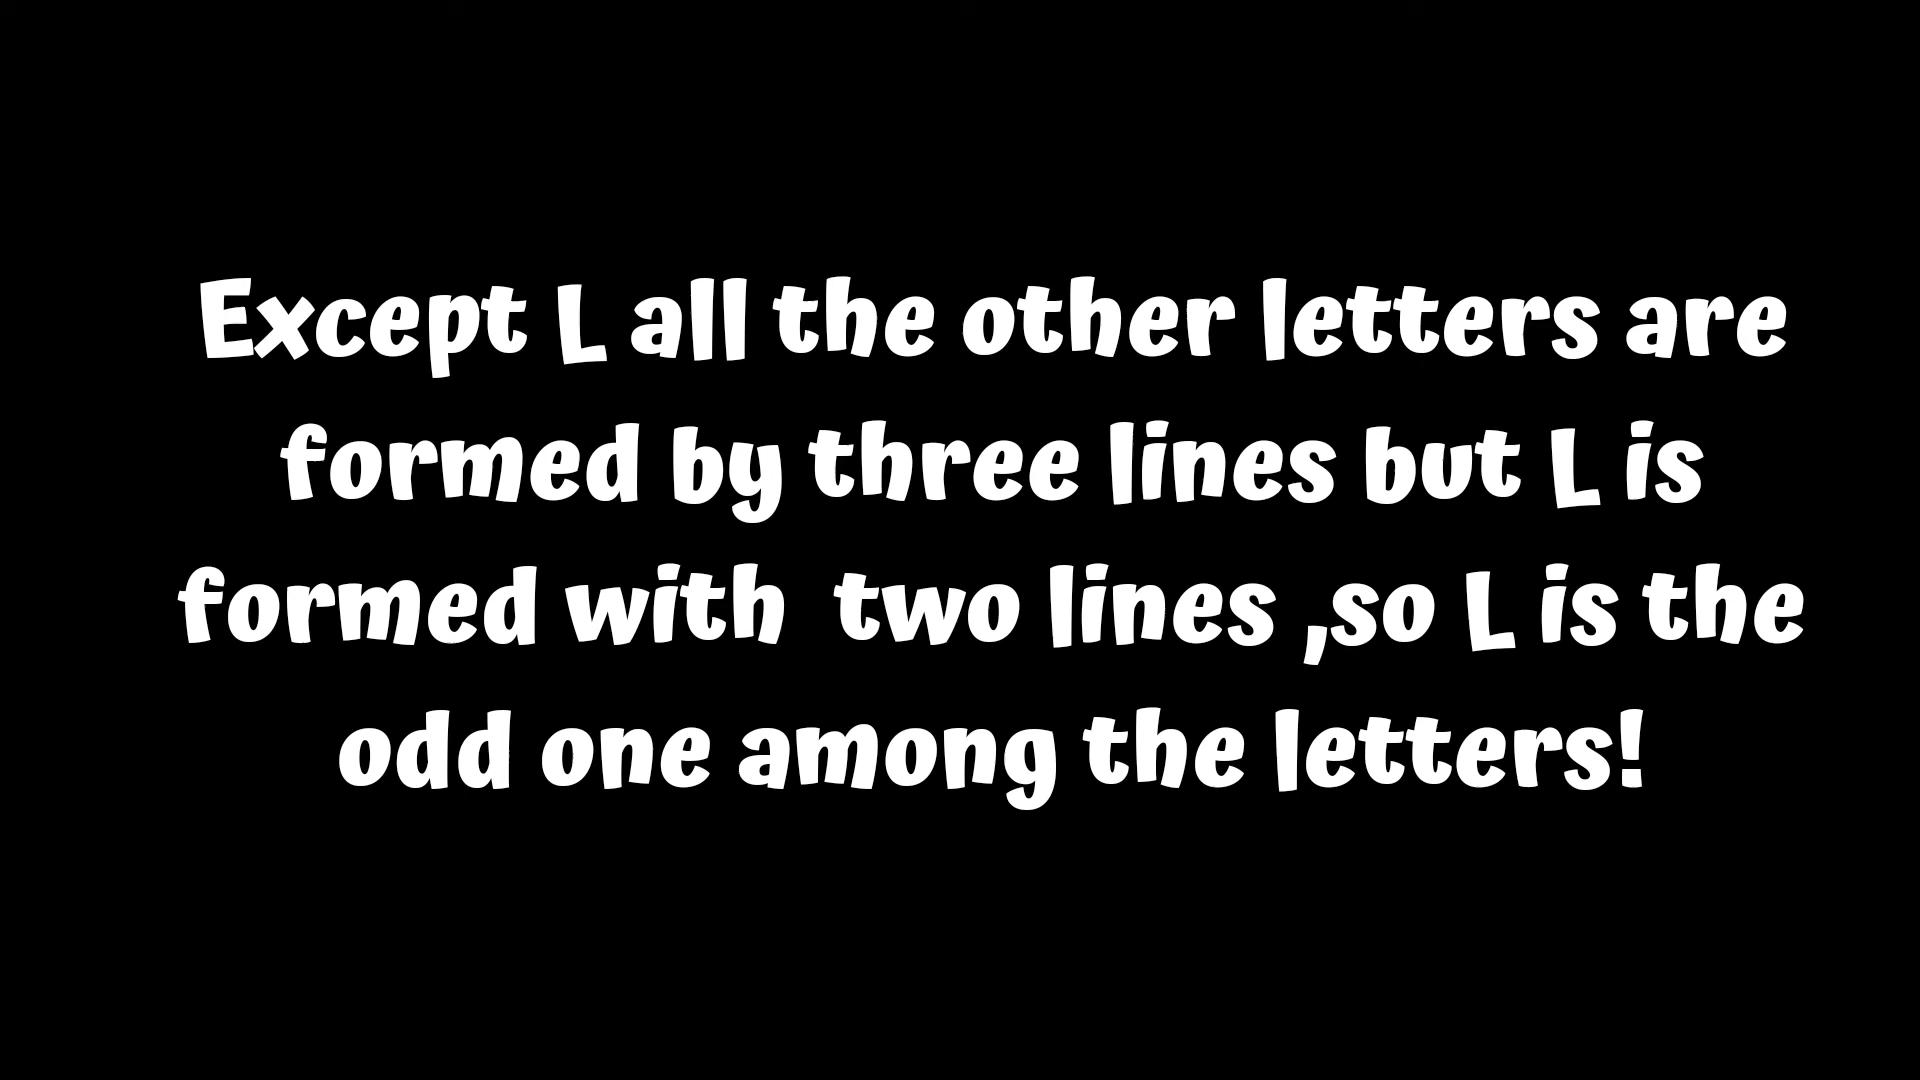 Except L all the other letters are
formed by three lines but L is
formed with  two lines ,so L is the
odd one among the letters!